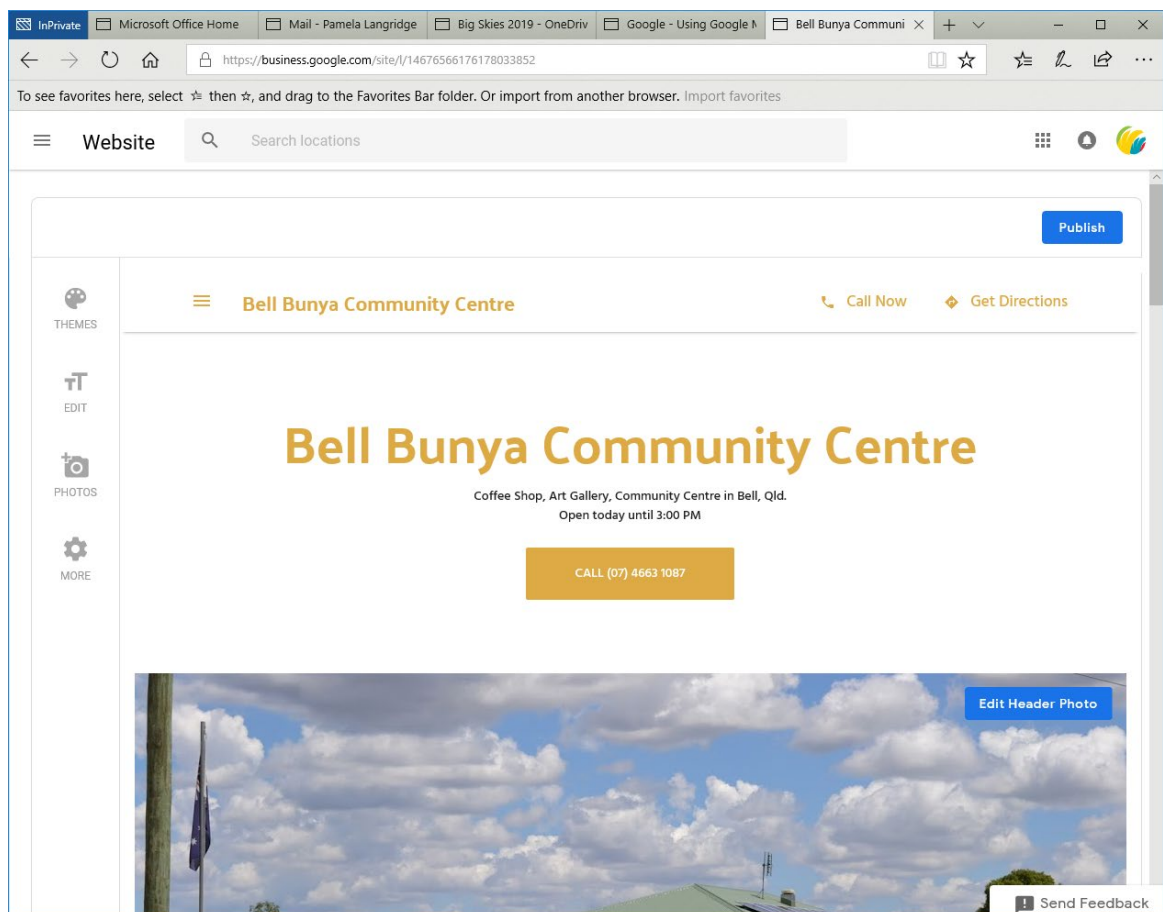 InPrivate Microsoft Office Home Mail - Pamela Langridge Big Skies 2019 - OneDriv Google - Using Google M Bell Bunya Communi
https://business.google.com/site/l/14676566176178033852
To see favorites here, select then, and drag to the Favorites Bar folder. Or import from another browser. Import favorites
Website Search locations
Publish
THEMES
EDIT
PHOTOS
MORE
Bell Bunya Community Centre Call Now Get Directions
Bell Bunya Community Centre
Coffee Shop, Art Gallery, Community Centre in Bell, Qld.
Open today until 3:00 PM
CALL (07) 4663 1087
Edit Header Photo
Send Feedback